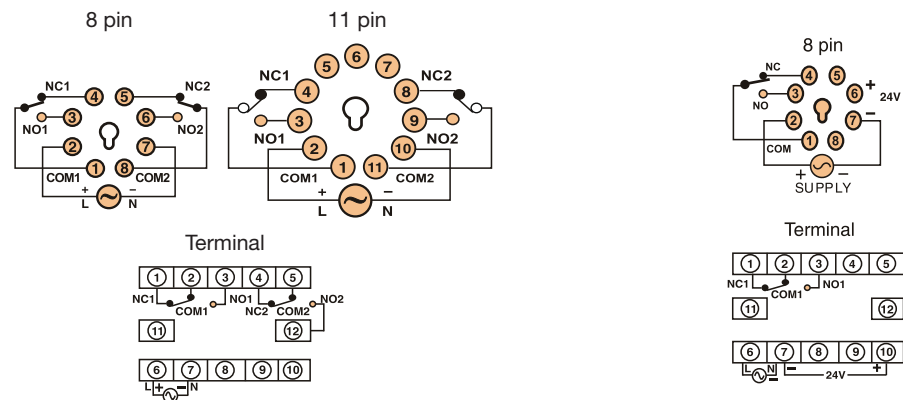 8 pin
11 pin
8 pin
NC1
4
5
NC2
3
6
NO1
NO2
2
7
1
8
COM1
COM2
+
−
L
N
6
5
7
NC1
4
8
NC2
3
9
NO1
NO2
2
10
1
11
COM1
COM2
+
−
L
N
NC
4
5
+
NO
3
6
24V
2
7
−
1
8
COM
+
−
SUPPLY
Terminal
1 2 3 4 5
NC1
COM1
NO1
NC2
COM2
NO2
11
12
6 7 8 9 10
L + − N
Terminal
1 2 3 4 5
NC1
COM1
NO1
11
12
6 7 8 9 10
L N − 24V +
−